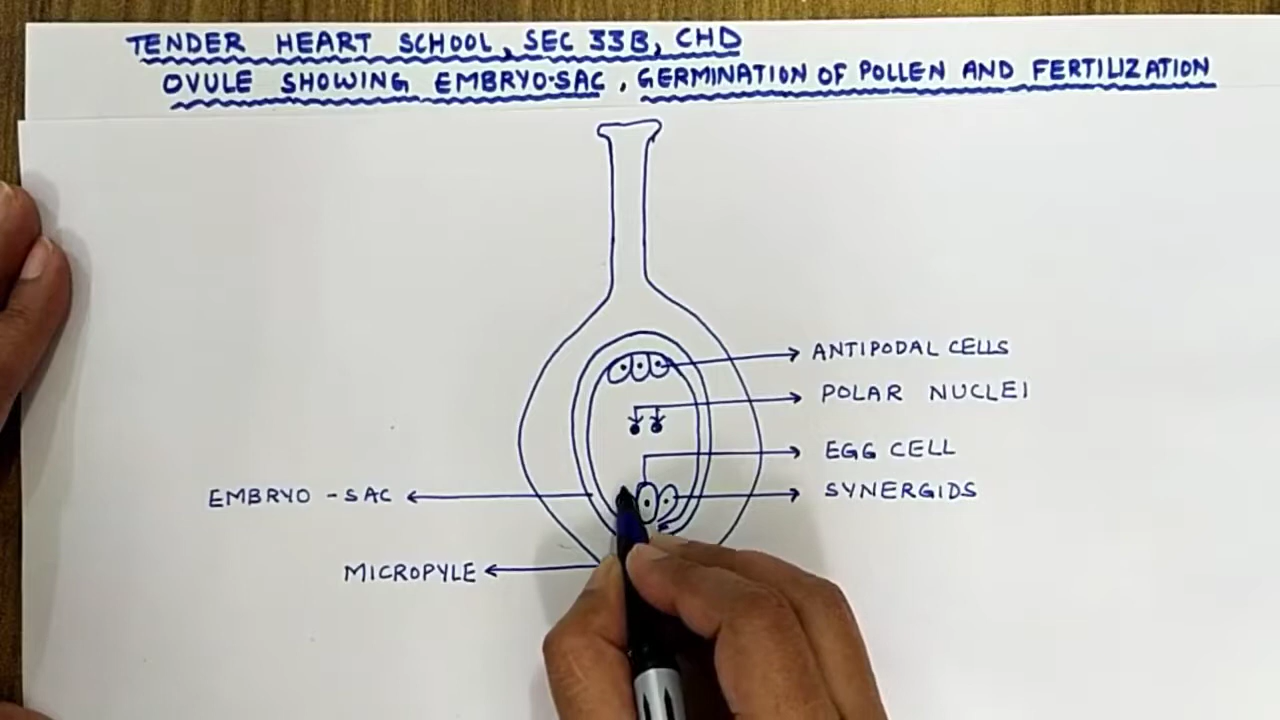 TENDER HEART SCHOOL, SEC 33B, CHD
OVULE SHOWING EMBRYO-SAC, GERMINATION OF POLLEN AND FERTILIZATION
ANTIPODAL CELLS
POLAR NUCLEI
EGG CELL
SYNERGIDS
EMBRYO-SAC
MICROPYLE